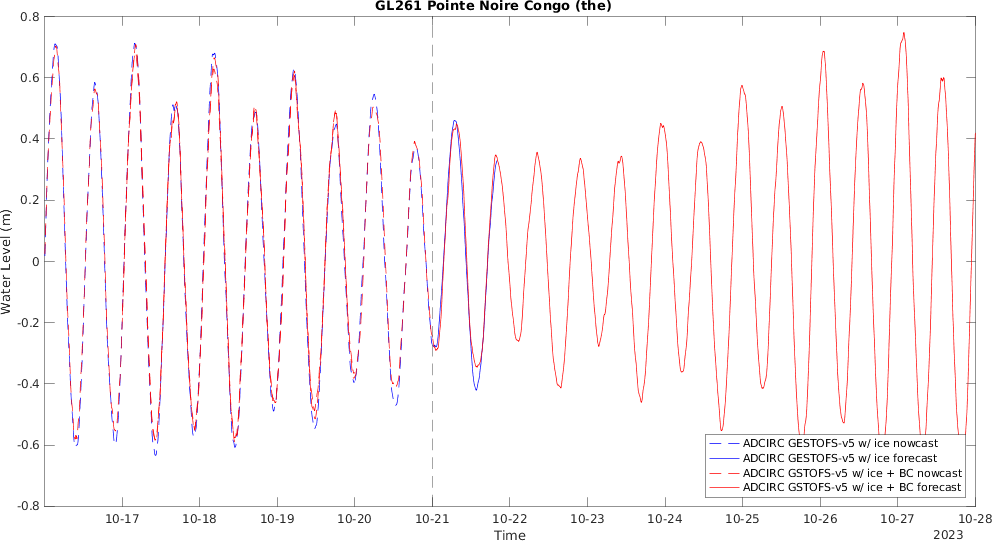 GL261 Pointe Noire Congo (the)
0.8
0.6
0.4
0.2
0
-0.2
-0.4
-0.6
-0.8
Water Level (m)
ADCIRC GESTOFS-v5 w/ ice nowcast
ADCIRC GESTOFS-v5 w/ ice forecast
ADCIRC GSTOFS-v5 w/ ice + BC nowcast
ADCIRC GSTOFS-v5 w/ ice + BC forecast
10-17 10-18 10-19 10-20 10-21 10-22 10-23 10-24 10-25 10-26 10-27 10-28
Time
2023